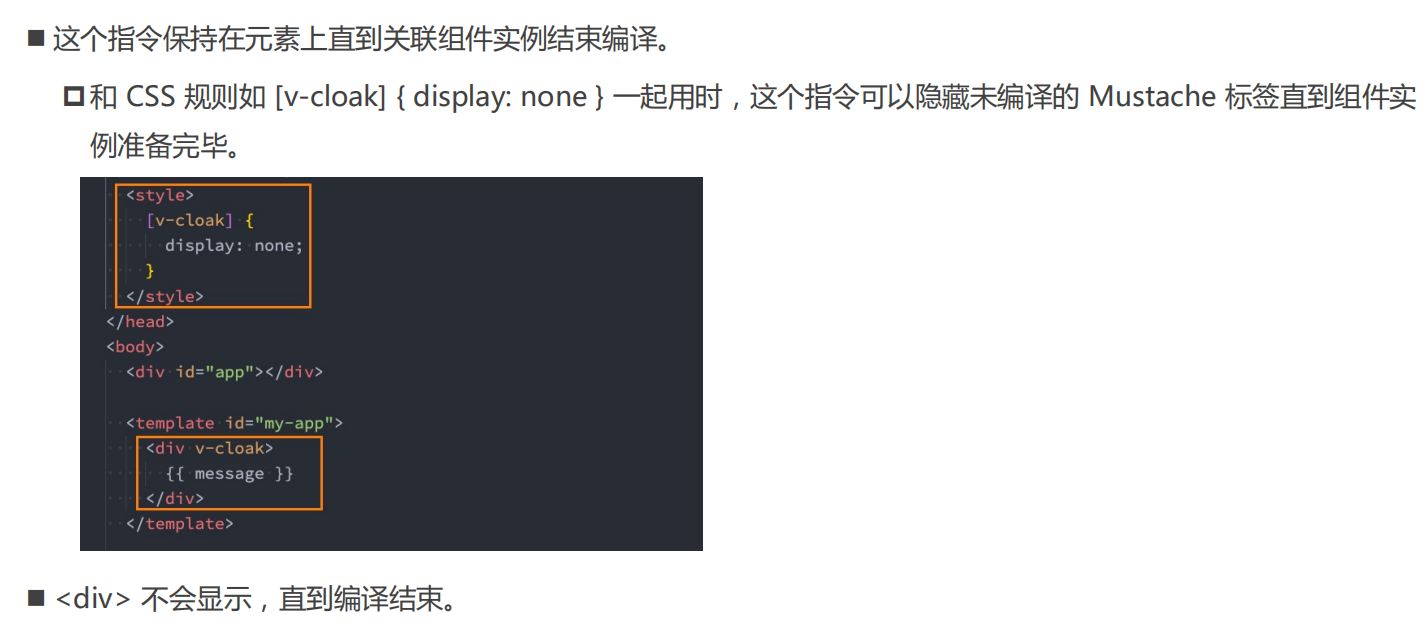 这个指令保持在元素上直到关联组件实例结束编译。
和 CSS 规则如 [v-cloak] { display: none } 一起用时，这个指令可以隐藏未编译的 Mustache 标签直到组件实
例准备完毕。
<style>
[v-cloak] {
display: none;
}
</style>
</head>
<body>
<div id="app"></div>
<template id="my-app">
<div v-cloak>
{{ message }}
</div>
</template>
<div> 不会显示，直到编译结束。